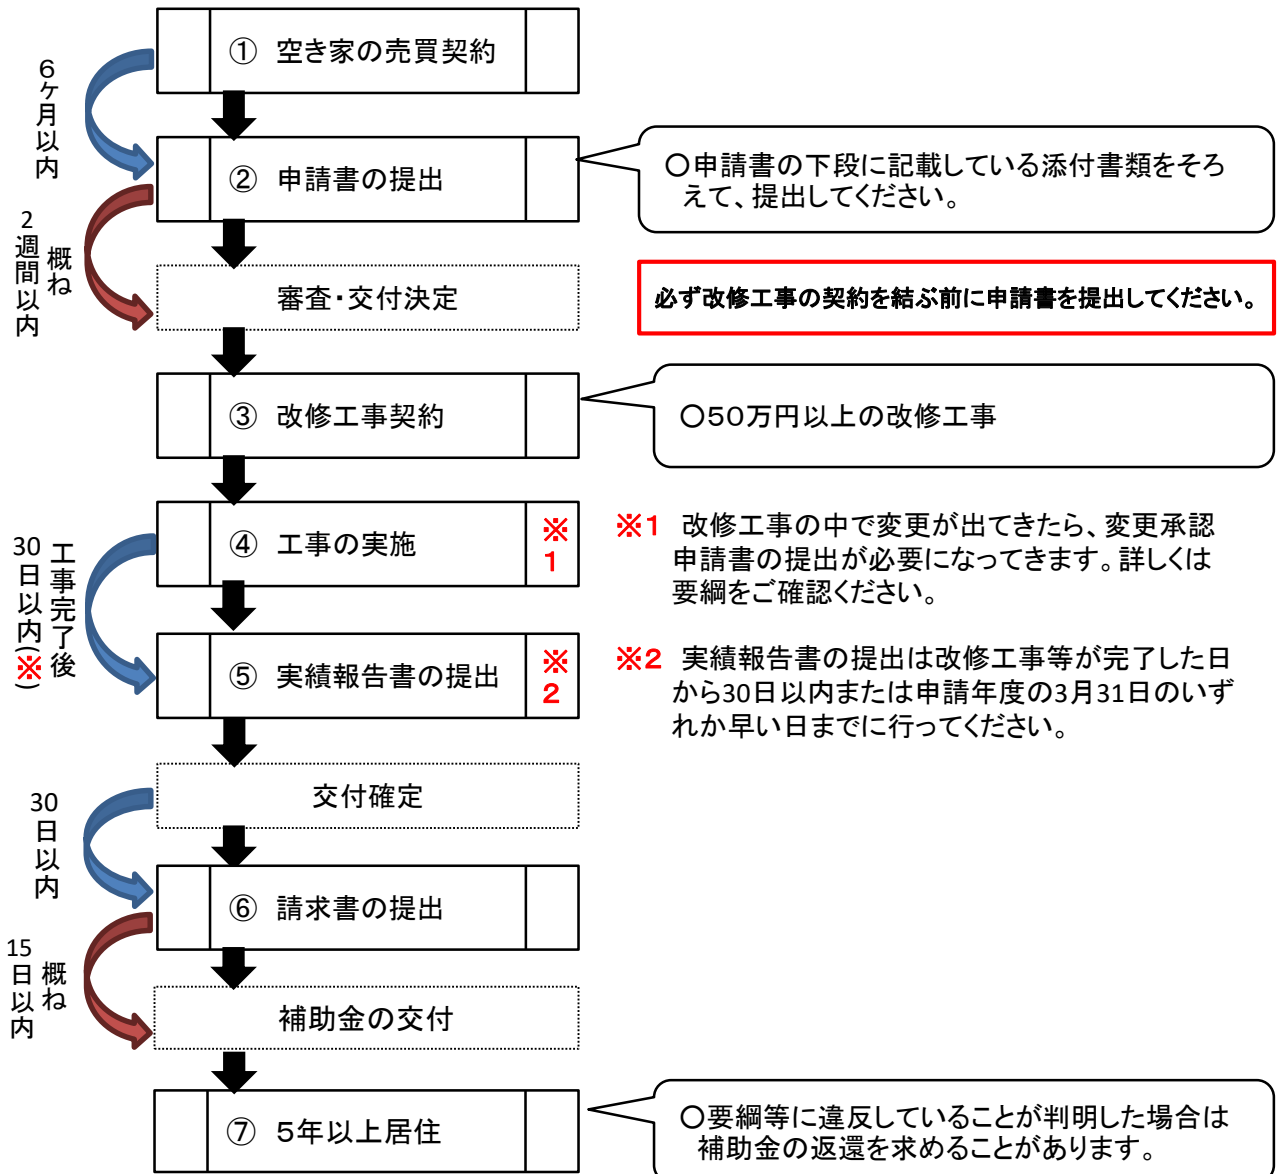 ① 空き家の売買契約
6ヶ月以内
② 申請書の提出
〇申請書の下段に記載している添付書類をそろ
えて、提出してください。
概ね
2週間以内
審査・交付決定
必ず改修工事の契約を結ぶ前に申請書を提出してください。
③ 改修工事契約
〇50万円以上の改修工事
④ 工事の実施
※
1
※1 改修工事の中で変更が出てきたら、変更承認
申請書の提出が必要になってきます。詳しくは
要綱をご確認ください。
工事完了後
30日以内(※)
⑤ 実績報告書の提出
※
2
※2 実績報告書の提出は改修工事等が完了した日
から30日以内または申請年度の3月31日のいず
れか早い日までに行ってください。
交付確定
30日以内
⑥ 請求書の提出
概ね
15日以内
補助金の交付
⑦ 5年以上居住
〇要綱等に違反していることが判明した場合は
補助金の返還を求めることがあります。